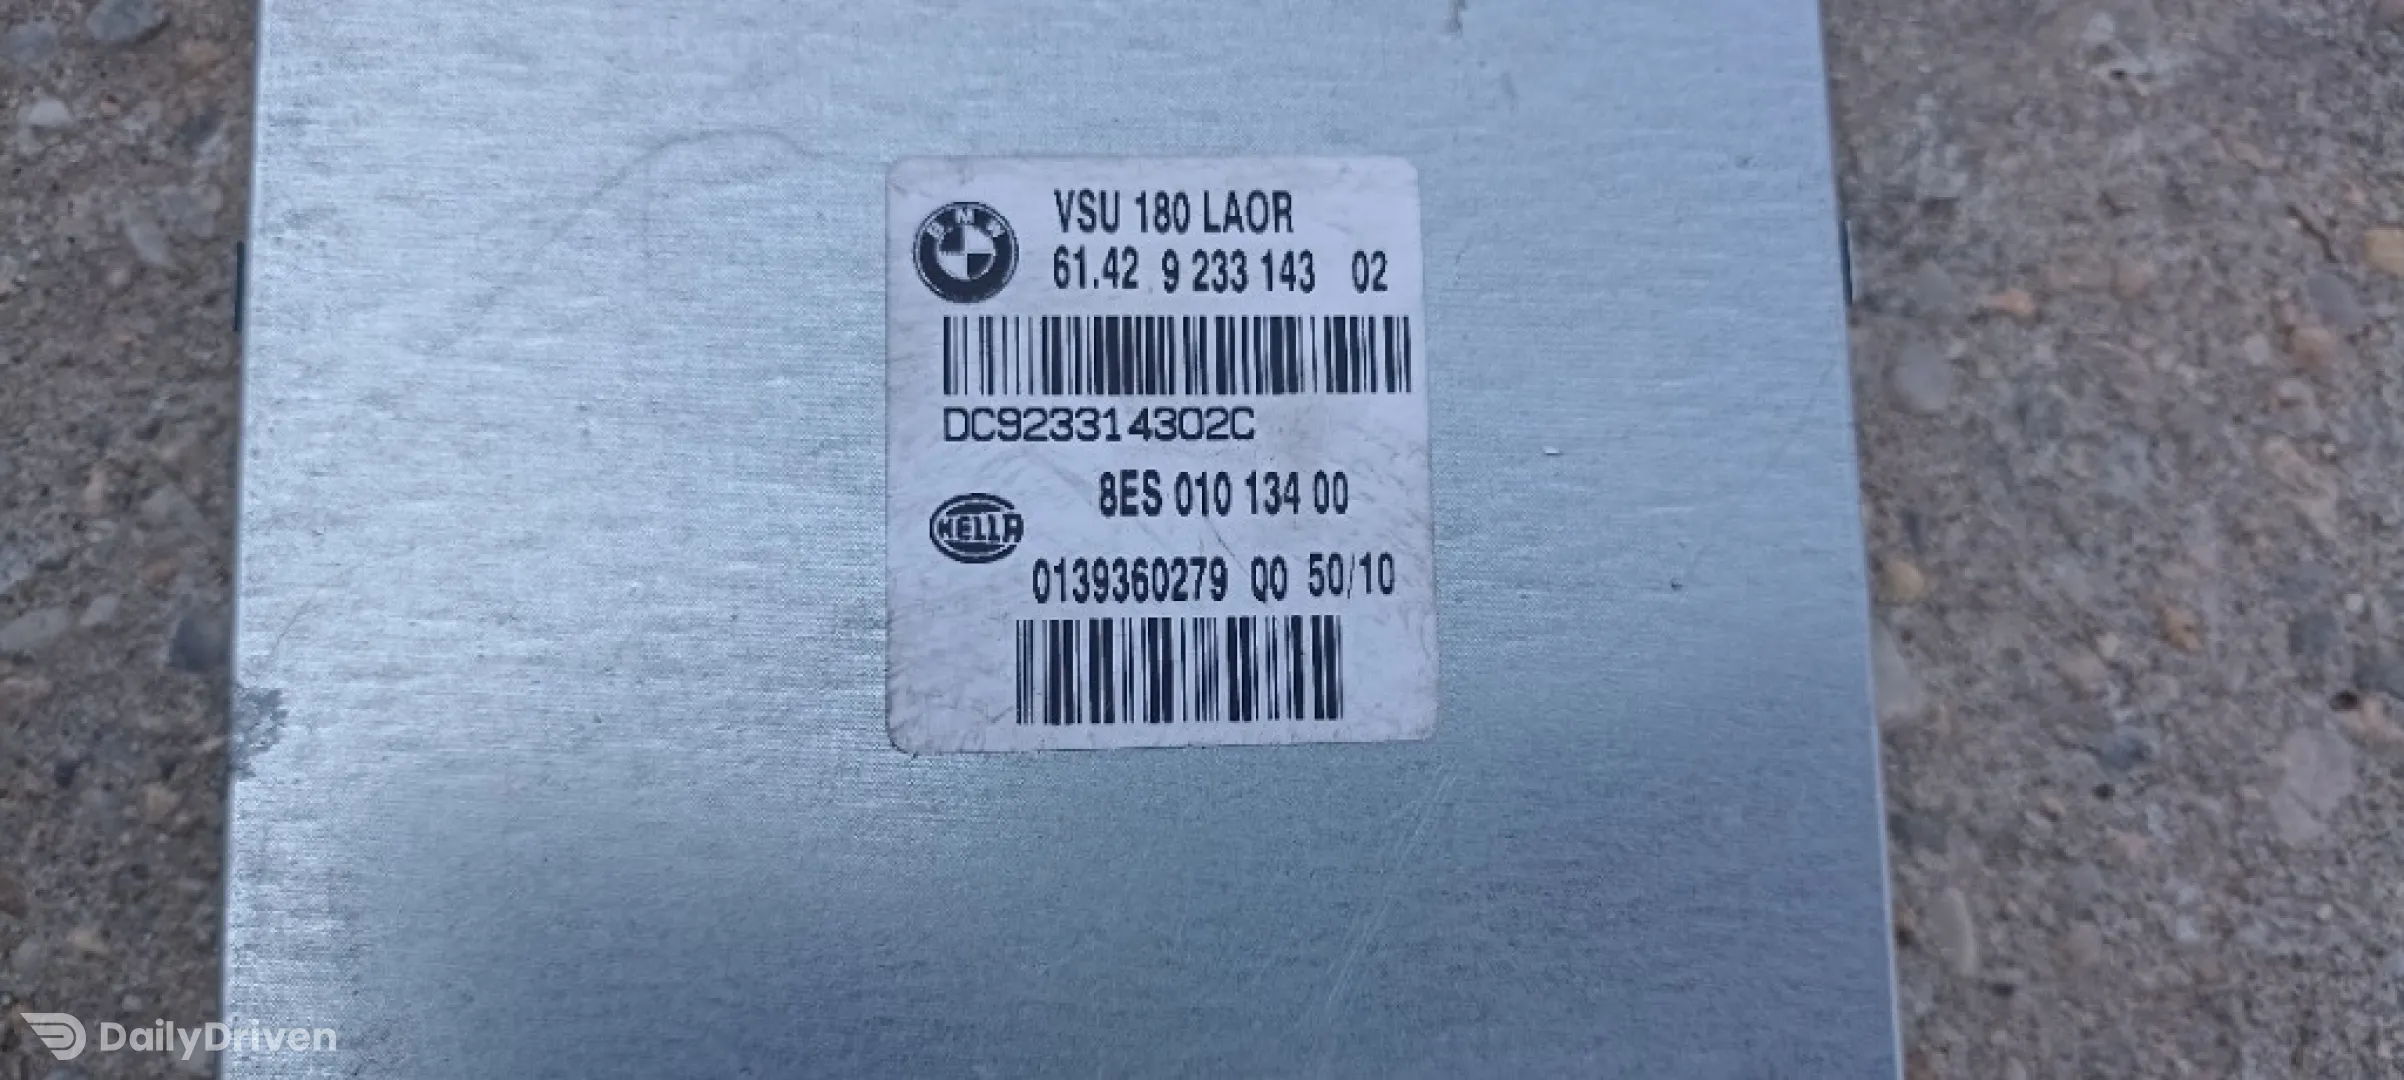 BMW
VSU 180 LAOR
61.42 9 233 143 02
DC923314302C
8ES 010 134 00
HELLA
0139360279 Q0 50/10
DailyDriven